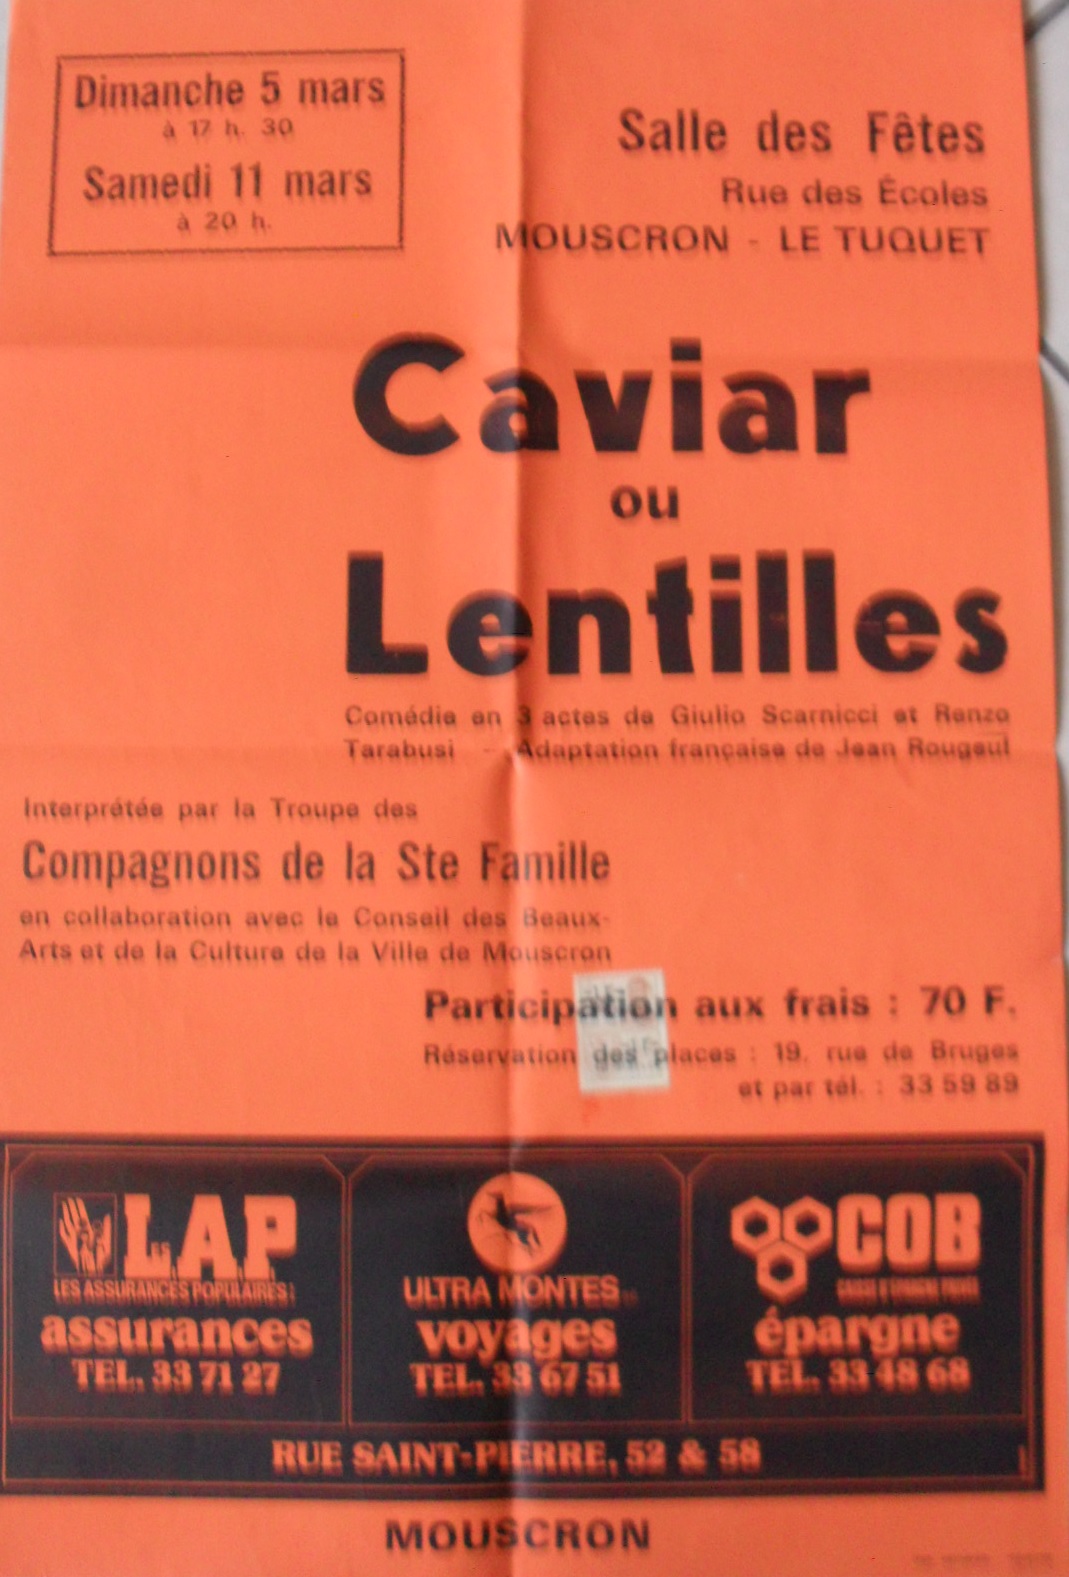 Dimanche 5 mars
à 17 h. 30
Samedi 11 mars
à 20 h.
Salle des Fêtes
Rue des Écoles
MOUSCRON - LE TUQUET
Caviar
ou
Lentilles
Comédie en 3 actes de Giulio Scarnicci et Renzo
Tarabusi - Adaptation française de Jean Rougeul
Interprétée par la Troupe des
Compagnons de la Ste Famille
en collaboration avec le Conseil des Beaux-
Arts et de la Culture de la Ville de Mouscron
Participation aux frais : 70 F.
Réservation des places : 19, rue de Bruges
et par tél. : 33 59 89
LES L.A.P.
LES ASSURANCES POPULAIRES
assurances
TEL. 33 71 27
ULTRA MONTES
voyages
TEL. 33 67 51
COB
CAISSE D'EPARGNE PRIVÉE
épargne
TEL. 33 48 68
RUE SAINT-PIERRE, 52 & 58
MOUSCRON